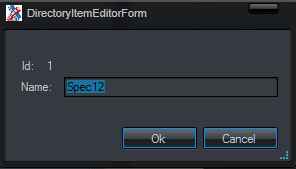 DirectoryItemEditorForm
Id: 1
Name: Spec12
Ok Cancel